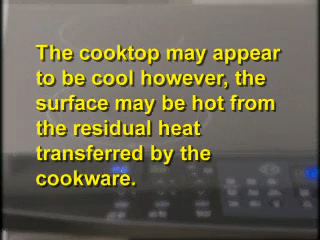 The cooktop may appear
to be cool however, the
surface may be hot from
the residual heat
transferred by the
cookware.